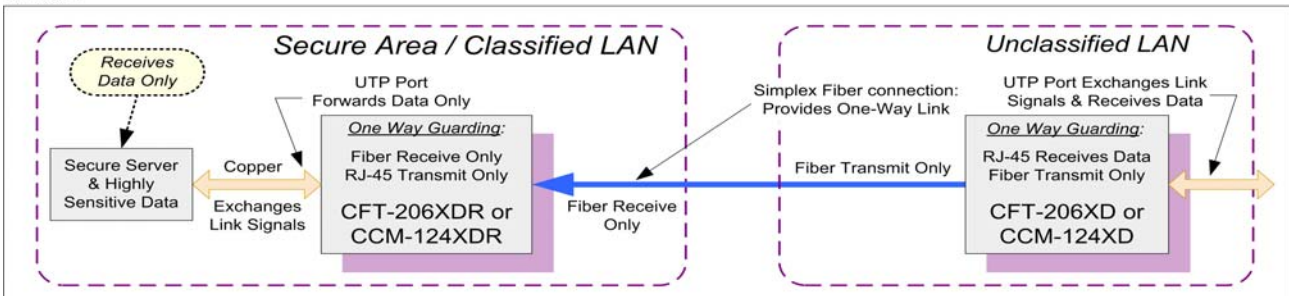 Secure Area / Classified LAN
Receives
Data Only
UTP Port
Forwards Data Only
Secure Server
& Highly
Sensitive Data
Copper
Exchanges
Link Signals
One Way Guarding:
Fiber Receive Only
RJ-45 Transmit Only
CFT-206XDR or
CCM-124XDR
Simplex Fiber connection:
Provides One-Way Link
Fiber Receive
Only
Fiber Transmit Only
Unclassified LAN
UTP Port Exchanges Link
Signals & Receives Data
One Way Guarding:
RJ-45 Receives Data
Fiber Transmit Only
CFT-206XD or
CCM-124XD